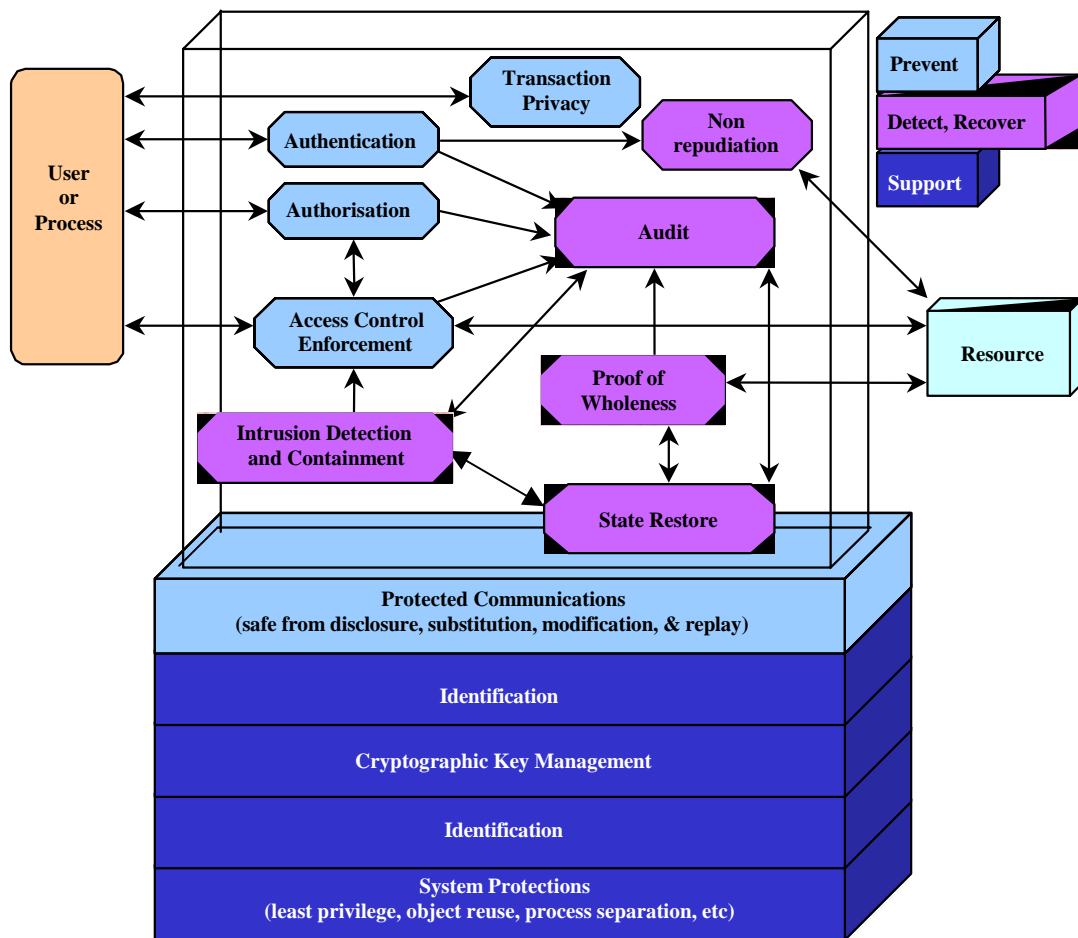 Transaction
Privacy
Prevent
Detect, Recover
Support
Non
repudiation
Authentication
User
or
Process
Authorisation
Audit
Access Control
Enforcement
Resource
Proof of
Wholeness
Intrusion Detection
and Containment
State Restore
Protected Communications
(safe from disclosure, substitution, modification, & replay)
Identification
Cryptographic Key Management
Identification
System Protections
(least privilege, object reuse, process separation, etc)